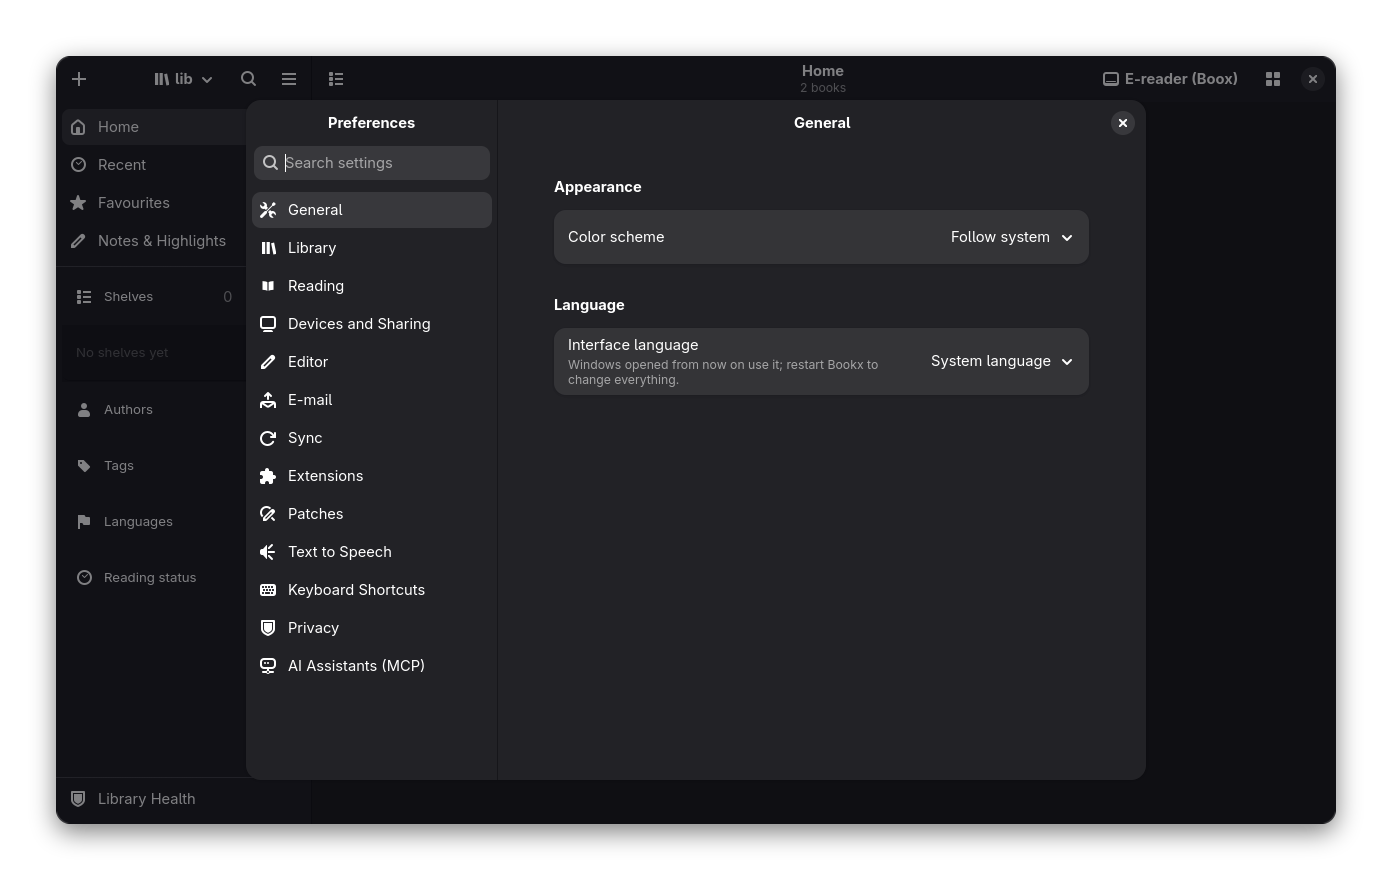 lib
Home
2 books
E-reader (Boox)
Home
Recent
Favourites
Notes & Highlights
Shelves 0
No shelves yet
Authors
Tags
Languages
Reading status
Library Health
Preferences
Search settings
General
Library
Reading
Devices and Sharing
Editor
E-mail
Sync
Extensions
Patches
Text to Speech
Keyboard Shortcuts
Privacy
AI Assistants (MCP)
General
Appearance
Color scheme Follow system
Language
Interface language
Windows opened from now on use it; restart Bookx to
change everything.
System language